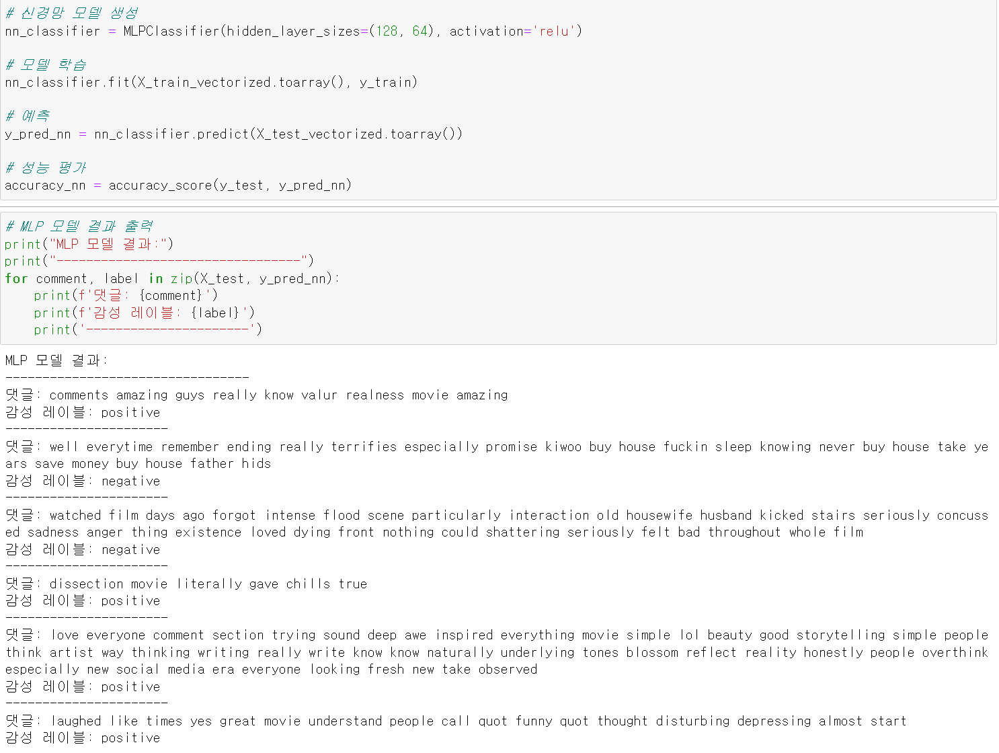 # 신경망 모델 생성
nn_classifier = MLPClassifier(hidden_layer_sizes=(128, 64), activation='relu')
# 모델 학습
nn_classifier.fit(X_train_vectorized.toarray(), y_train)
# 예측
y_pred_nn = nn_classifier.predict(X_test_vectorized.toarray())
# 성능 평가
accuracy_nn = accuracy_score(y_test, y_pred_nn)
# MLP 모델 결과 출력
print("MLP 모델 결과:")
print("---------------------------------")
for comment, label in zip(X_test, y_pred_nn):
    print(f'댓글: {comment}')
    print(f'감성 레이블: {label}')
    print('----------------------')
MLP 모델 결과:
---------------------------------
댓글: comments amazing guys really know valur realness movie amazing
감성 레이블: positive
----------------------
댓글: well everytime remember ending really terrifies especially promise kiwoo buy house fuckin sleep knowing never buy house take ye
ars save money buy house father hids
감성 레이블: negative
----------------------
댓글: watched film days ago forgot intense flood scene particularly interaction old housewife husband kicked stairs seriously concuss
ed sadness anger thing existence loved dying front nothing could shattering seriously felt bad throughout whole film
감성 레이블: negative
----------------------
댓글: dissection movie literally gave chills true
감성 레이블: positive
----------------------
댓글: love everyone comment section trying sound deep awe inspired everything movie simple lol beauty good storytelling simple people
think artist way thinking writing really write know know naturally underlying tones blossom reflect reality honestly people overthink
especially new social media era everyone looking fresh new take observed
감성 레이블: positive
----------------------
댓글: laughed like times yes great movie understand people call quot funny quot thought disturbing depressing almost start
감성 레이블: positive